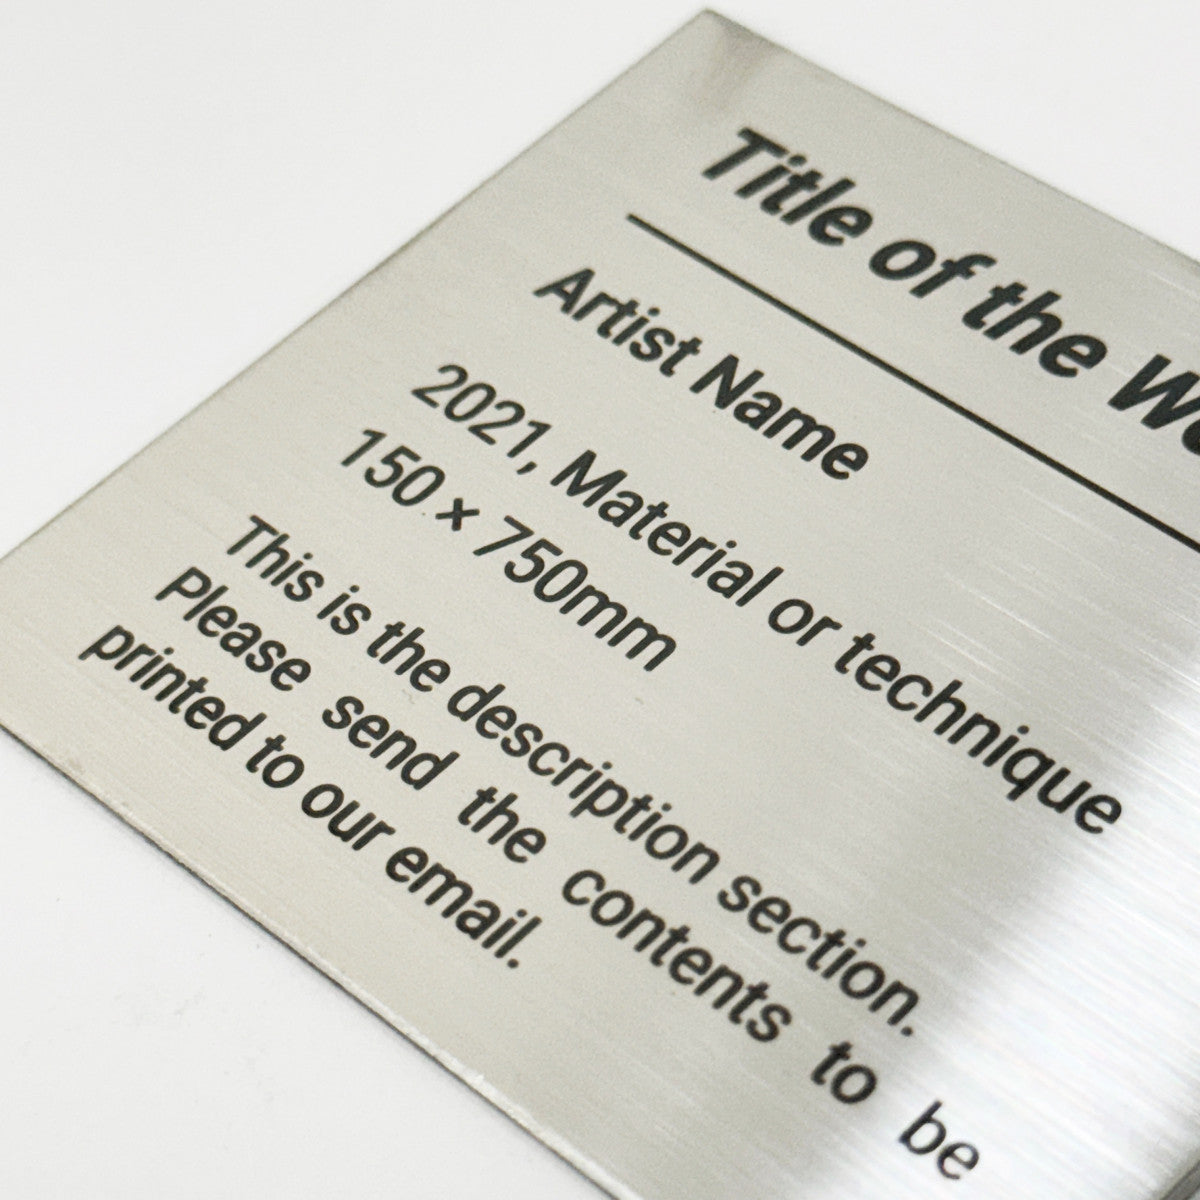 Title of the
Artist Name
2021, Material or technique
150 × 750mm
This is the description section.
Please send the contents to be
printed to our email.